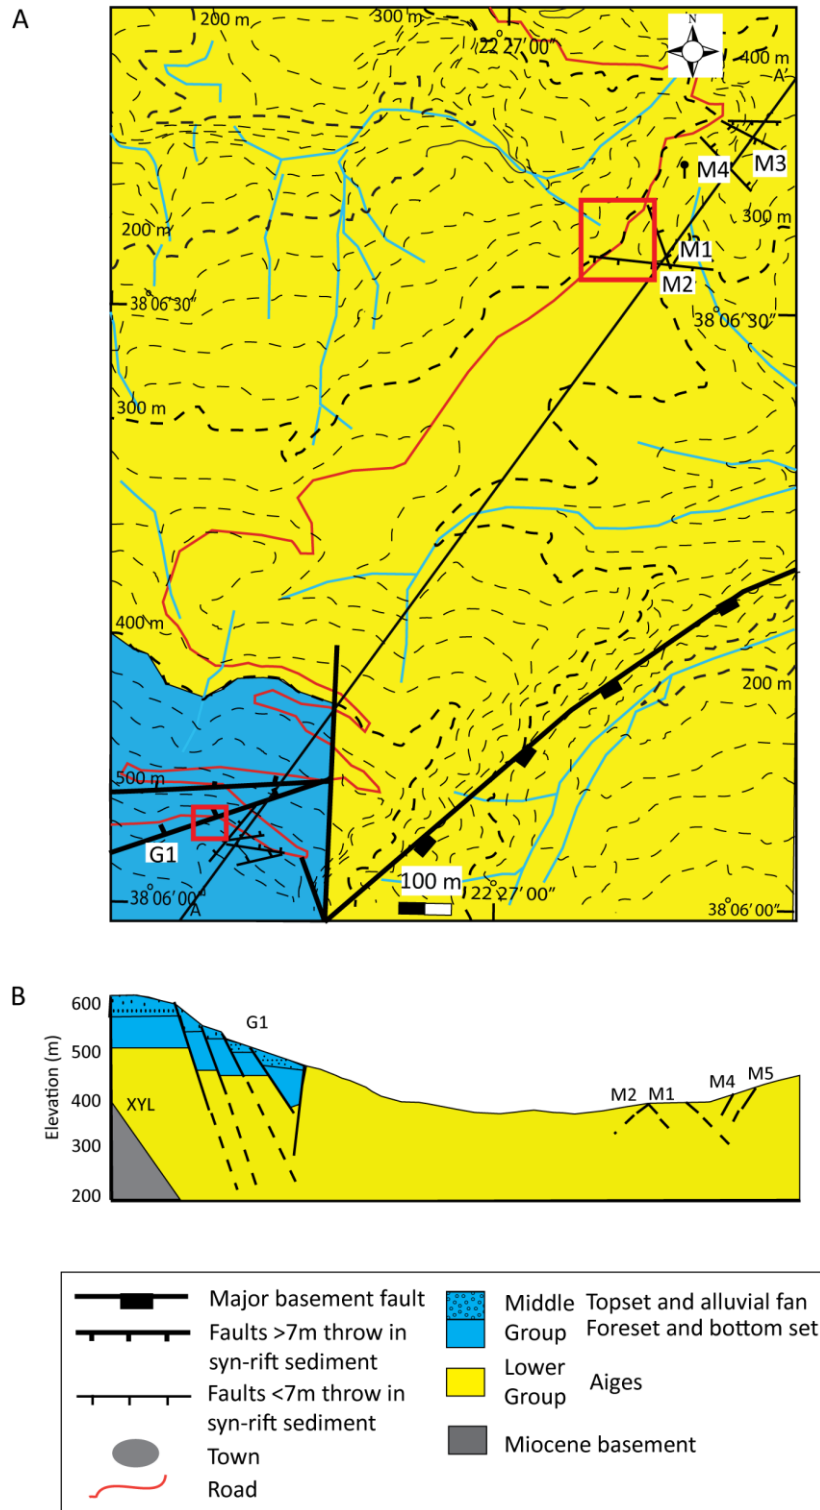 A
200 m
300 m
22°27′00″
N
400 m
A'
M3
M4
300 m
200 m
M1
M2
38°06′30″
38°06′30″
300 m
400 m
200 m
500 m
G1
100 m
38°06′00″
A
22°27′00″
38°06′00″
B
Elevation (m)
600
500
400
300
200
G1
XYL
M2
M1
M4
M5
Major basement fault
Faults >7m throw in
syn-rift sediment
Faults <7m throw in
syn-rift sediment
Town
Road
Middle
Group
Topset and alluvial fan
Foreset and bottom set
Lower
Group
Aiges
Miocene basement